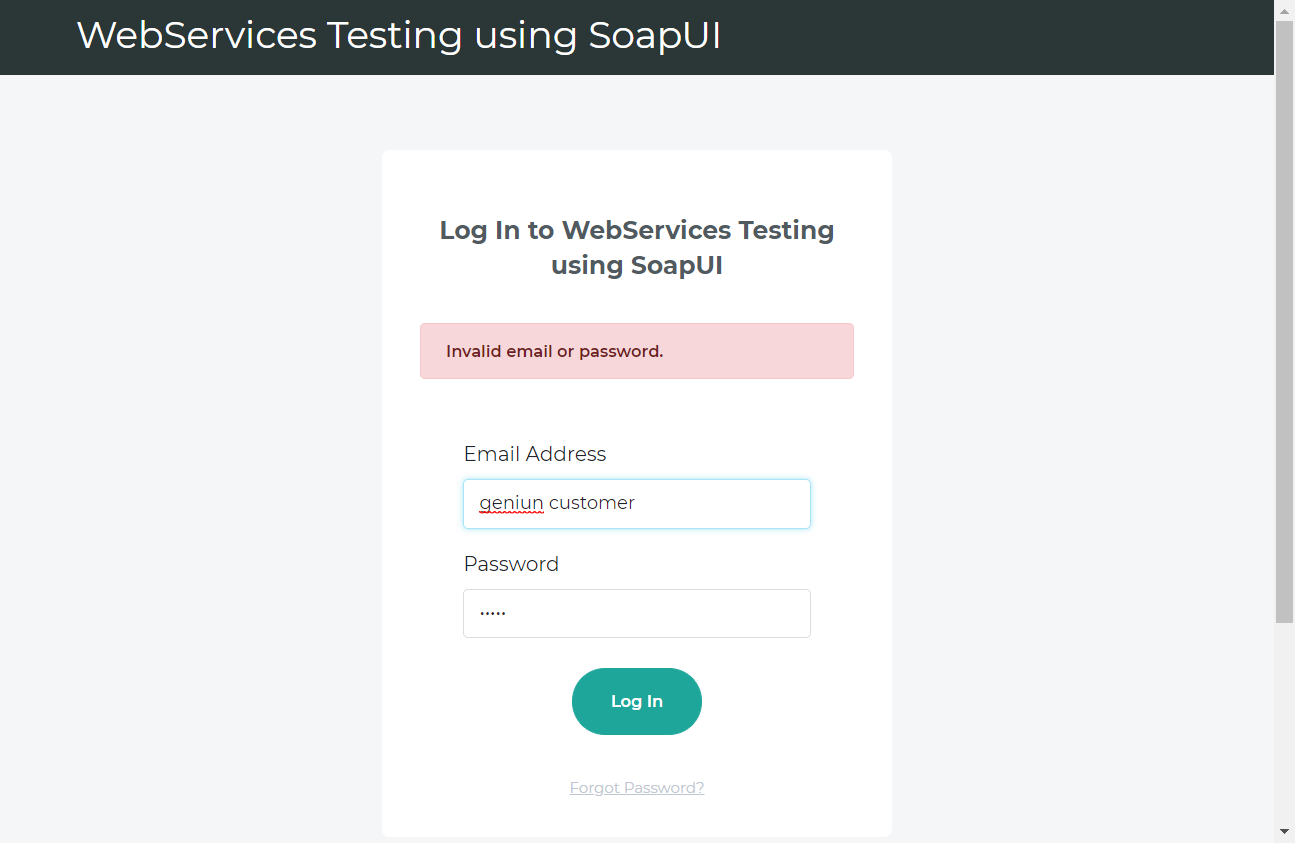 WebServices Testing using SoapUI
Log In to WebServices Testing
using SoapUI
Invalid email or password.
Email Address
geniun customer
Password
•••••
Log In
Forgot Password?